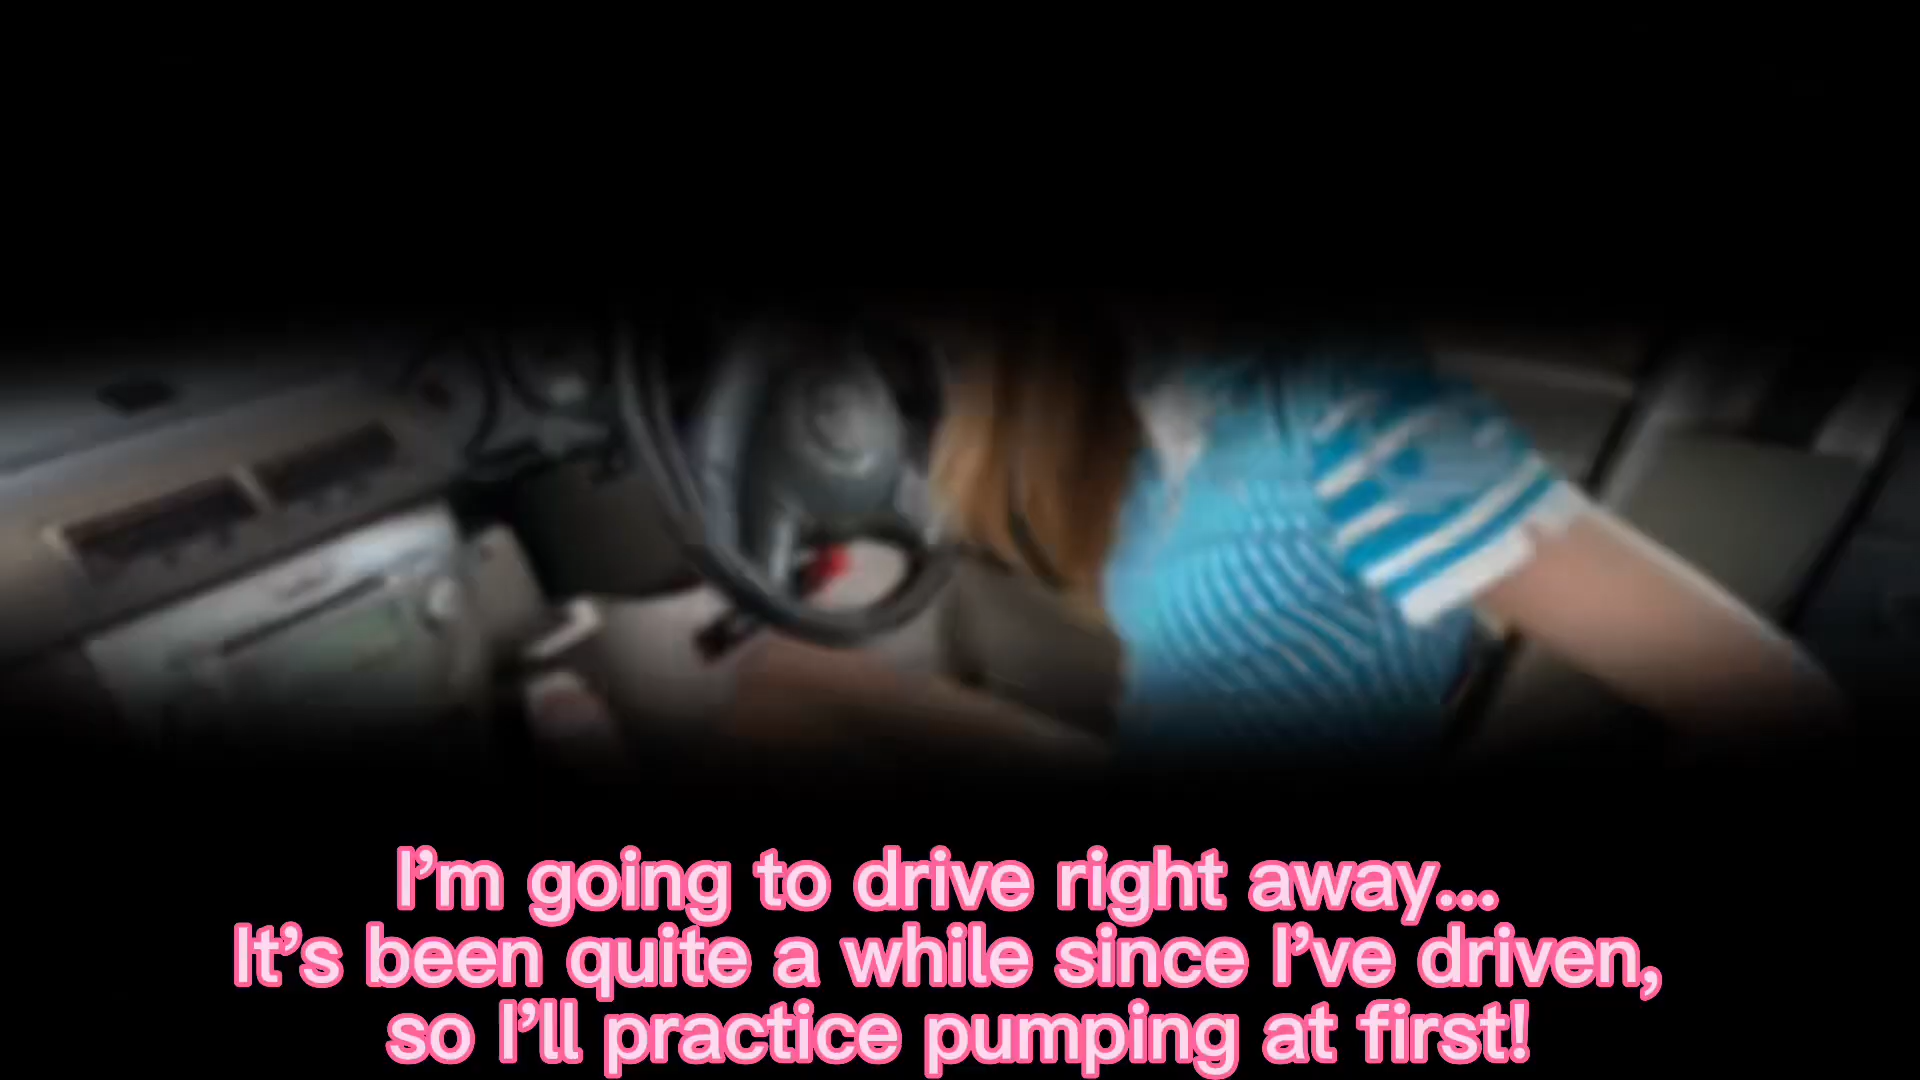 I'm going to drive right away...
It's been quite a while since I've driven,
so I'll practice pumping at first!